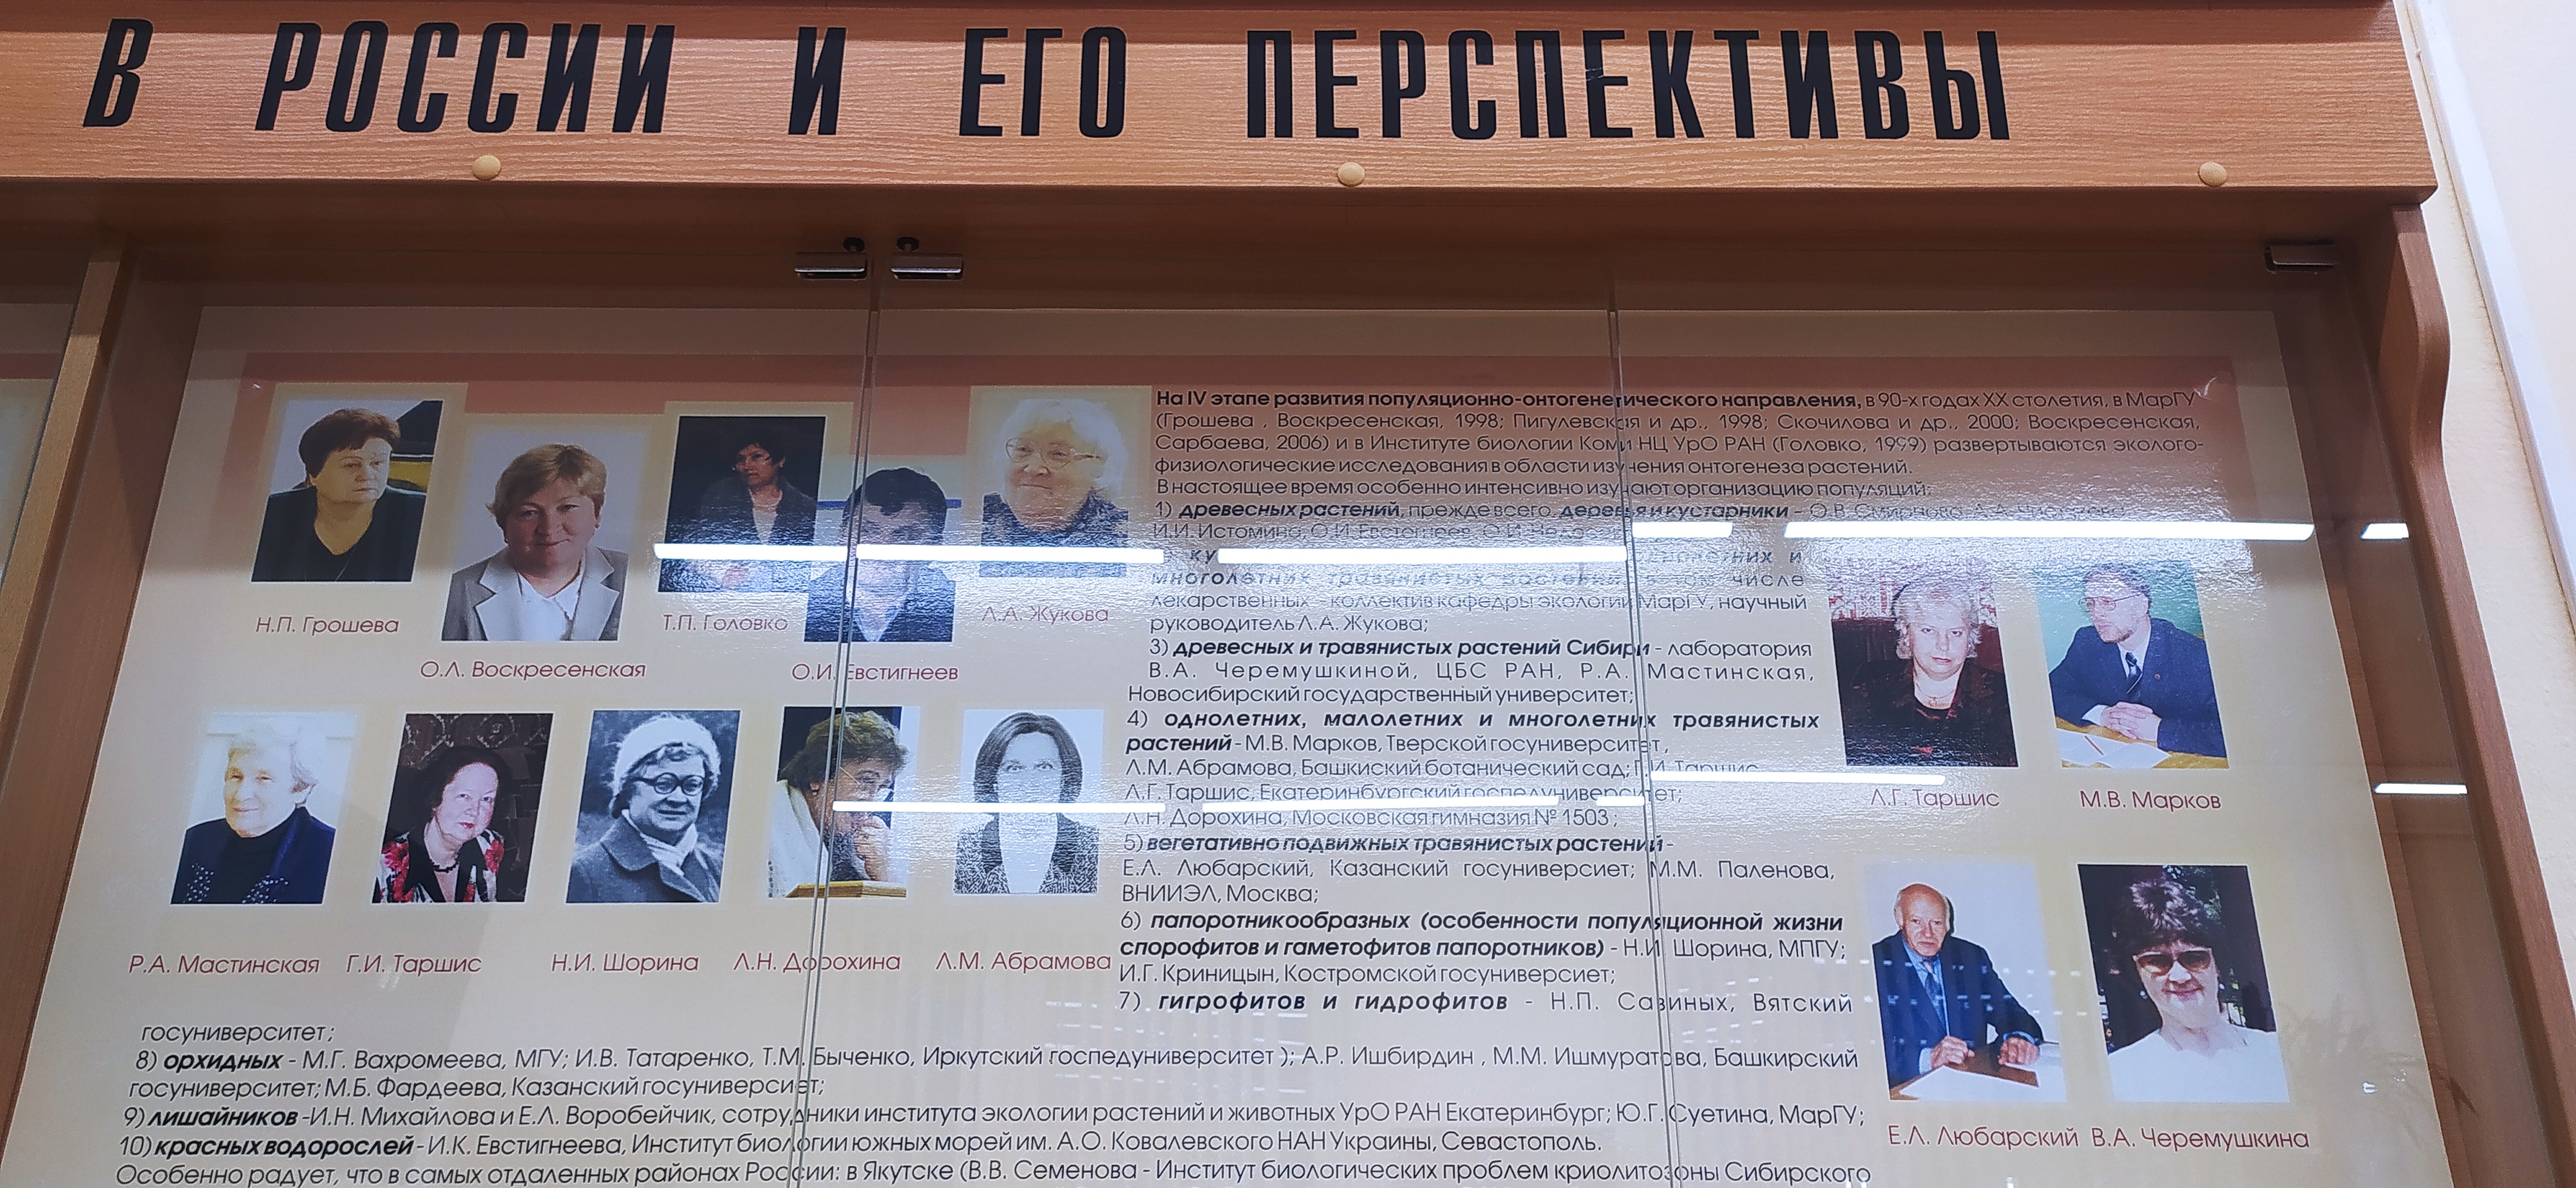 В РОССИИ И ЕГО ПЕРСПЕКТИВЫ
На IV этапе развития популяционно-онтогенетического направления, в 90-х годах XX столетия, в МарГУ
(Грошева , Воскресенская, 1998; Пигулевская и др., 1998; Скочилова и др., 2000; Воскресенская,
Сарбаева, 2006) и в Институте биологии Коми НЦ УрО РАН (Головко, 1999) развертываются эколого-
физиологические исследования в области изучения онтогенеза растений.
В настоящее время особенно интенсивно изучают организацию популяций:
1) древесных растений, прежде всего, деревья и кустарники - О.В. Смирнова,
И.И. Истомина, О.И. Евстегнеев, О.И.
многолетних травянистых растений, в том числе
лекарственных - коллектив кафедры экологии МарГУ, научный
руководитель Л.А. Жукова;
3) древесных и травянистых растений Сибири - лаборатория
В.А. Черемушкиной, ЦБС РАН, Р.А. Мастинская,
Новосибирский государственный университет;
4) однолетних, малолетних и многолетних травянистых
растений - М.В. Марков, Тверской госуниверситет ,
Л.М. Абрамова, Башкиский ботанический сад; Г.И. Таршис
Л.Г. Таршис, Екатеринбургский госпедуниверситет;
Л.Н. Дорохина, Московская гимназия № 1503 ;
5) вегетативно подвижных травянистых растений -
Е.Л. Любарский, Казанский госуниверсиет; М.М. Паленова,
ВНИИЭЛ, Москва;
6) папоротникообразных (особенности популяционной жизни
спорофитов и гаметофитов папоротников) - Н.И. Шорина, МПГУ;
И.Г. Криницын, Костромской госуниверсиет;
7) гигрофитов и гидрофитов - Н.П. Савиных, Вятский
госуниверситет;
8) орхидных - М.Г. Вахромеева, МГУ; И.В. Татаренко, Т.М. Быченко, Иркутский госпедуниверситет ); А.Р. Ишбирдин , М.М. Ишмуратова, Башкирский
госуниверситет; М.Б. Фардеева, Казанский госуниверсиет;
9) лишайников -И.Н. Михайлова и Е.Л. Воробейчик, сотрудники института экологии растений и животных УрО РАН Екатеринбург; Ю.Г. Суетина, МарГУ;
10) красных водорослей - И.К. Евстигнеева, Институт биологии южных морей им. А.О. Ковалевского НАН Украины, Севастополь.
Особенно радует, что в самых отдаленных районах России: в Якутске (В.В. Семенова - Институт биологических проблем криолитозоны Сибирского
Н.П. Грошева
О.Л. Воскресенская
Т.П. Головко
О.И. Евстигнеев
Л.А. Жукова
Р.А. Мастинская
Г.И. Таршис
Н.И. Шорина
Л.Н. Дорохина
Л.М. Абрамова
Л.Г. Таршис
М.В. Марков
Е.Л. Любарский
В.А. Черемушкина